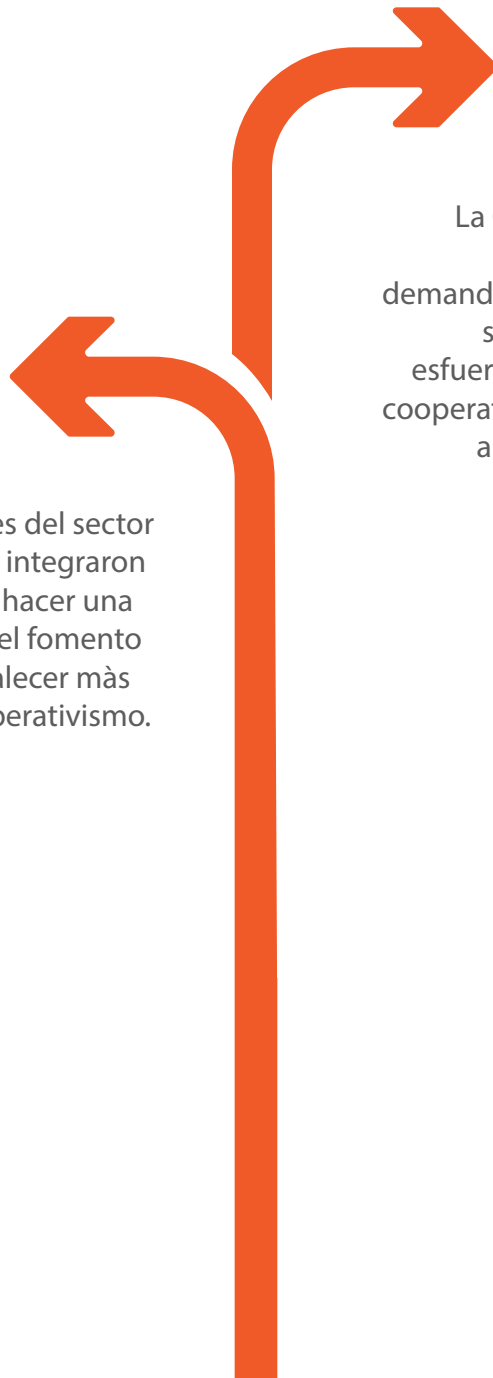 La
demand
s
esfuer
cooperat
a
es del sector
integraron
hacer una
el fomento
alecer màs
perativismo.